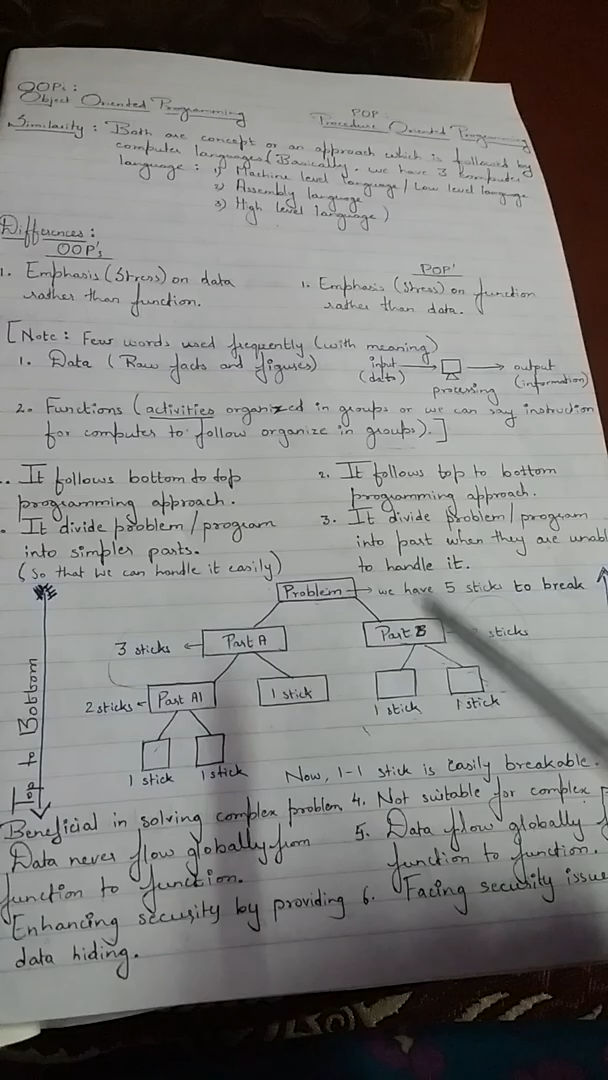 OOPs :
Object Oriented Programming
POP :
Procedure Oriented Programming
Similarity : Both are concept or an approach which is followed by
computer languages (Basically, we have 3 computer
language : 1) Machine level language / Low level language
2) Assembly language
3) High level language )
Differences :
OOP's
POP'
1. Emphasis (Stress) on data
rather than function.
1. Emphasis (Stress) on function
rather than data.
[Note : Few words used frequently (with meaning)
1. Data (Raw facts and figures)
input
(data)
processing
output
(information)
2. Functions (activities organized in groups or we can say instruction
for computer to follow organize in groups).]
It follows bottom to top
programming approach.
2. It follows top to bottom
programming approach.
It divide problem / program
into simpler parts.
(So that we can handle it easily)
3. It divide problem / program
into part when they are unabl
to handle it.
Problem → we have 5 sticks to break
3 sticks ← Part A
Part B
sticks
2 sticks ← Part A1
1 stick
1 stick
1 stick
1 stick
1 stick
Top to Bottom
Now, 1-1 stick is easily breakable.
Beneficial in solving complex problem
4. Not suitable for complex p
Data never flow globally from
function to function.
5. Data flow globally f
function to function.
Enhancing security by providing
data hiding.
6. Facing security issue